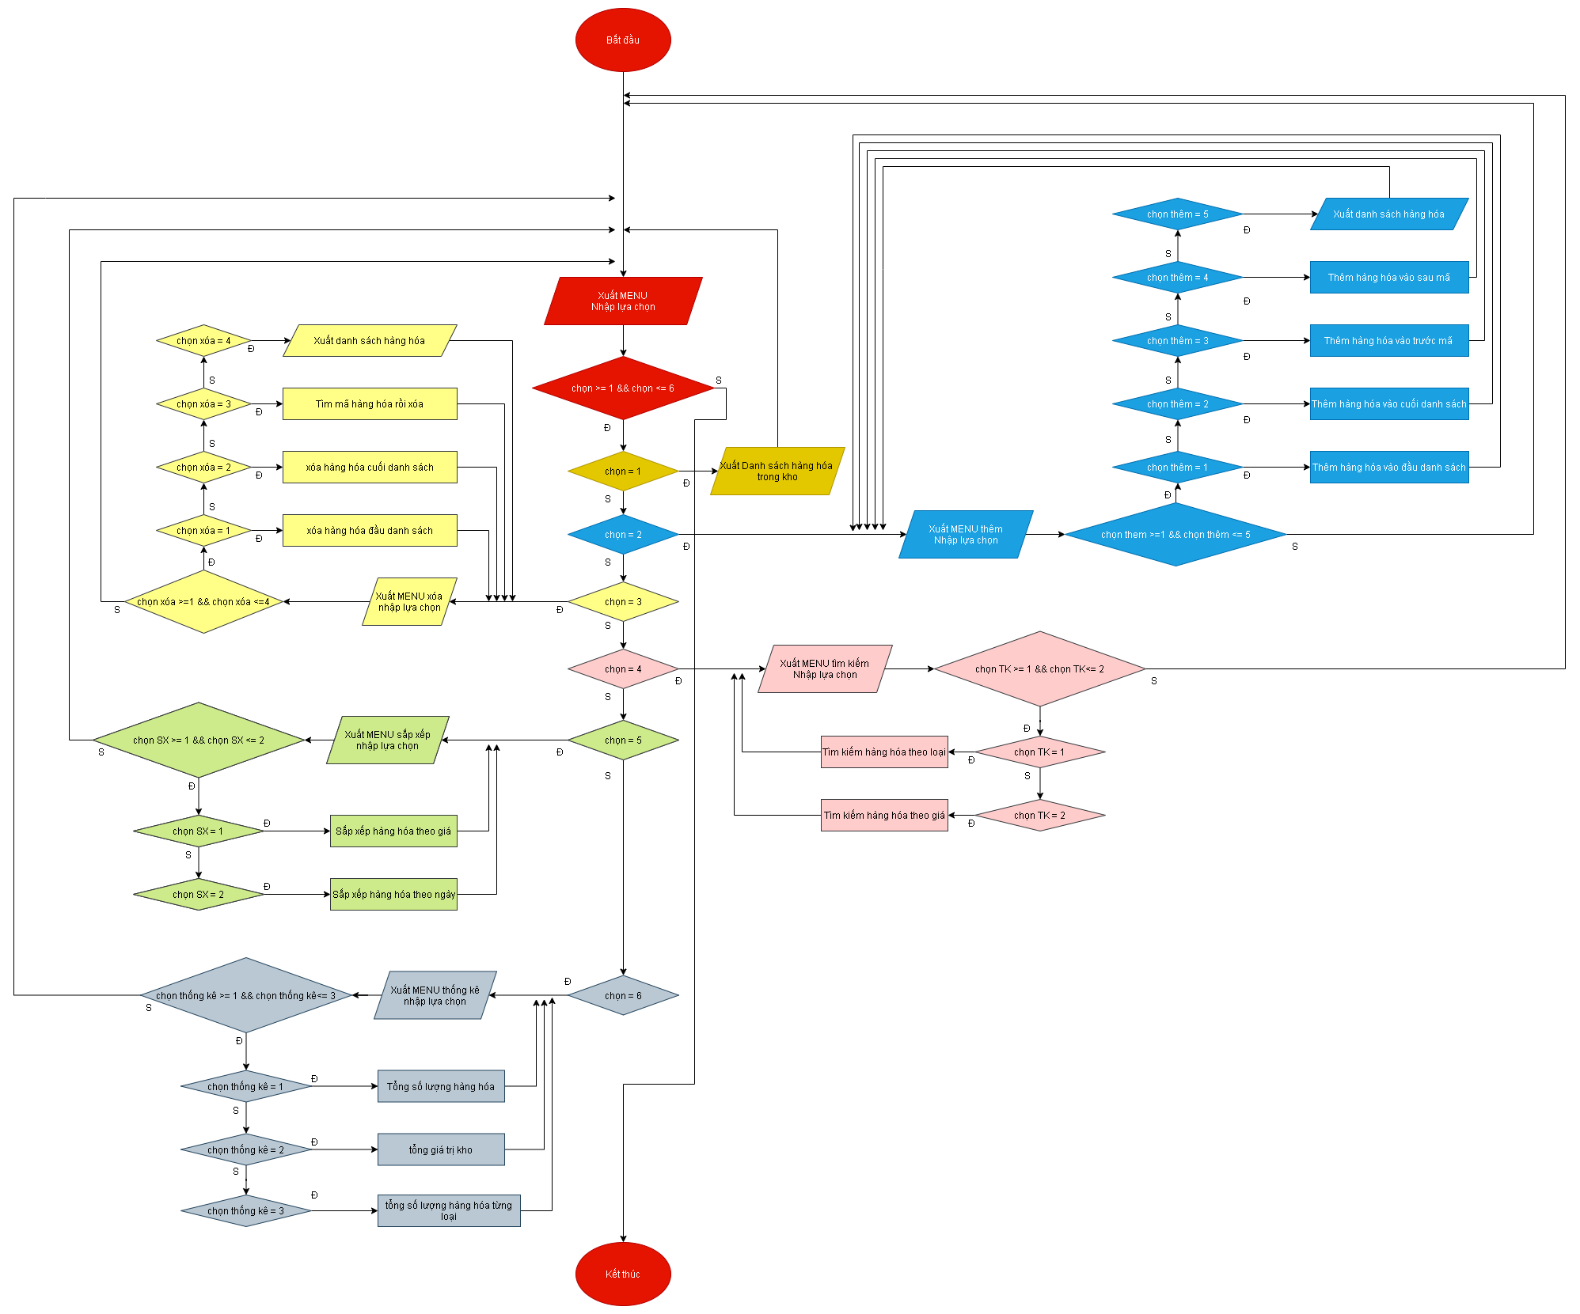 Bắt đầu
Xuất MENU
Nhập lựa chọn
chọn >= 1 && chọn <= 6
S
Đ
chọn = 1
Đ
S
Xuất Danh sách hàng hóa
trong kho
chọn = 2
Đ
S
chọn = 3
Đ
S
chọn = 4
Đ
S
chọn = 5
Đ
S
chọn = 6
Đ
Kết thúc
Xuất MENU thêm
Nhập lựa chọn
chọn them >=1 && chọn thêm <= 5
S
Đ
chọn thêm = 1
Đ
Thêm hàng hóa vào đầu danh sách
S
chọn thêm = 2
Đ
Thêm hàng hóa vào cuối danh sách
S
chọn thêm = 3
Đ
Thêm hàng hóa vào trước mã
S
chọn thêm = 4
Đ
Thêm hàng hóa vào sau mã
S
chọn thêm = 5
Đ
Xuất danh sách hàng hóa
Xuất MENU xóa
nhập lựa chọn
chọn xóa >=1 && chọn xóa <=4
S
Đ
chọn xóa = 1
Đ
xóa hàng hóa đầu danh sách
S
chọn xóa = 2
Đ
xóa hàng hóa cuối danh sách
S
chọn xóa = 3
Đ
Tìm mã hàng hóa rồi xóa
S
chọn xóa = 4
Đ
Xuất danh sách hàng hóa
Xuất MENU tìm kiếm
Nhập lựa chọn
chọn TK >= 1 && chọn TK<= 2
S
Đ
chọn TK = 1
Đ
Tìm kiếm hàng hóa theo loại
S
chọn TK = 2
Đ
Tìm kiếm hàng hóa theo giá
Xuất MENU sắp xếp
nhập lựa chọn
chọn SX >= 1 && chọn SX <= 2
S
Đ
chọn SX = 1
Đ
Sắp xếp hàng hóa theo giá
S
chọn SX = 2
Đ
Sắp xếp hàng hóa theo ngày
Xuất MENU thống kê
nhập lựa chọn
chọn thống kê >= 1 && chọn thống kê<= 3
S
Đ
chọn thống kê = 1
Đ
Tổng số lượng hàng hóa
S
chọn thống kê = 2
Đ
tổng giá trị kho
S
chọn thống kê = 3
Đ
tổng số lượng hàng hóa từng
loại